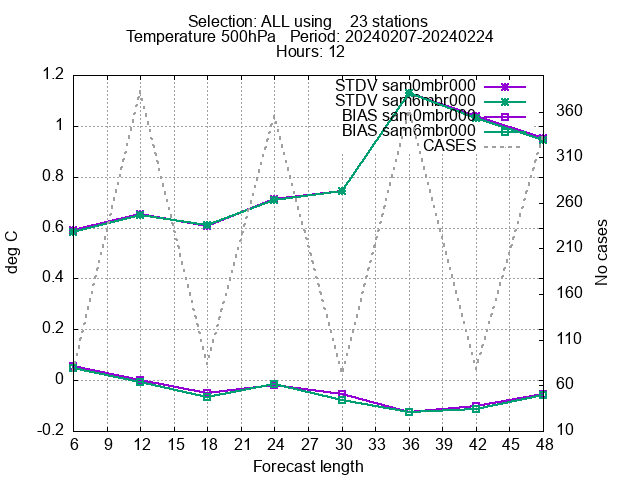 Selection: ALL using    23 stations
Temperature 500hPa   Period: 20240207-20240224
Hours: 12
STDV sam0mbr000
STDV sam6mbr000
BIAS sam0mbr000
BIAS sam6mbr000
CASES
1.2
1
0.8
0.6
0.4
0.2
0
-0.2
deg C
360
310
260
210
160
110
60
10
No cases
6 9 12 15 18 21 24 27 30 33 36 39 42 45 48
Forecast length